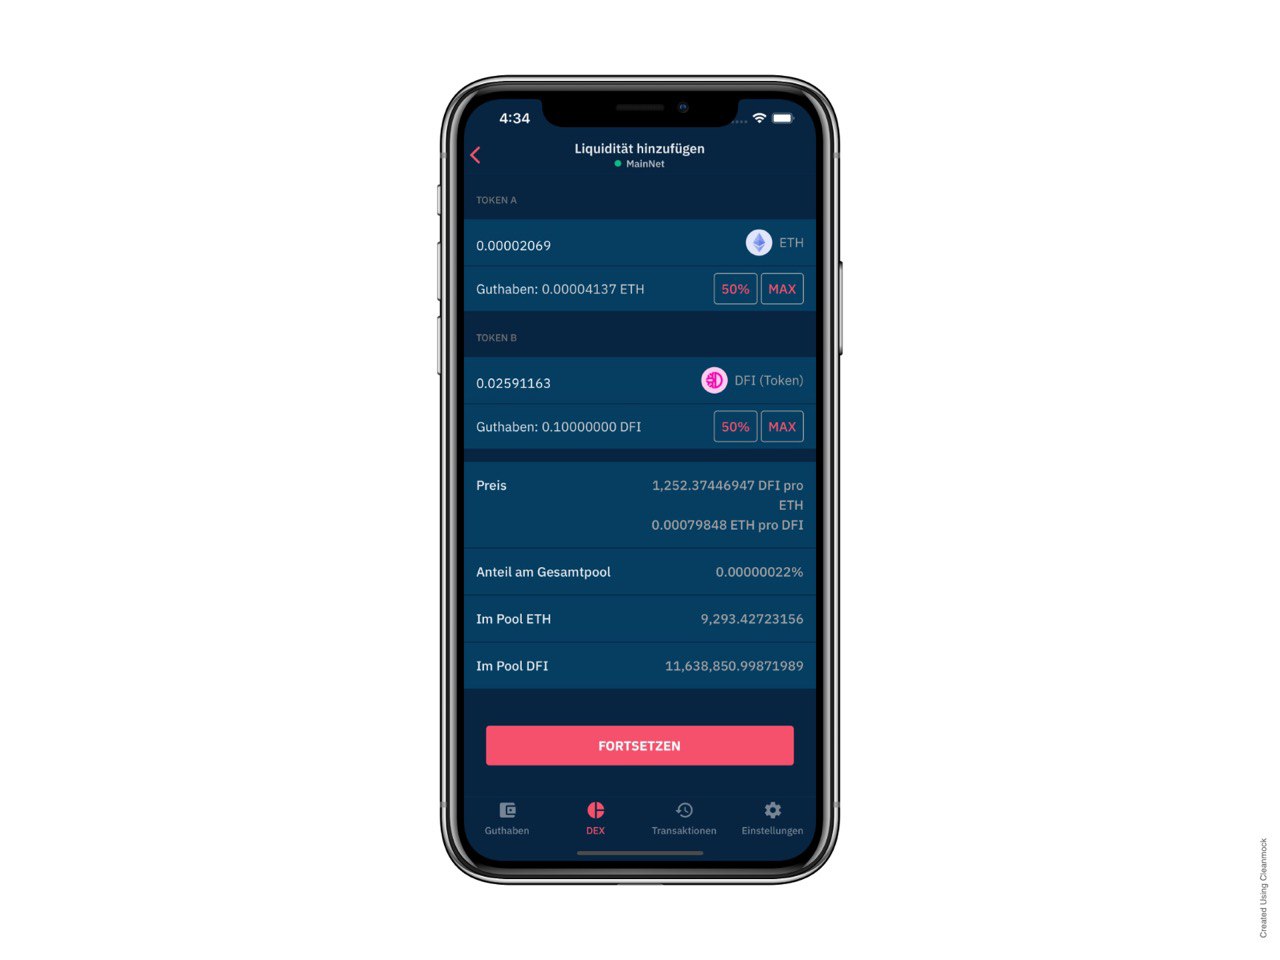 4:34
Liquidität hinzufügen
MainNet
TOKEN A
0.00002069
ETH
Guthaben: 0.00004137 ETH
50%
MAX
TOKEN B
0.02591163
DFI (Token)
Guthaben: 0.10000000 DFI
50%
MAX
Preis
1,252.37446947 DFI pro
ETH
0.00079848 ETH pro DFI
Anteil am Gesamtpool
0.00000022%
Im Pool ETH
9,293.42723156
Im Pool DFI
11,638,850.99871989
FORTSETZEN
Guthaben
DEX
Transaktionen
Einstellungen
Created Using Cleanmock